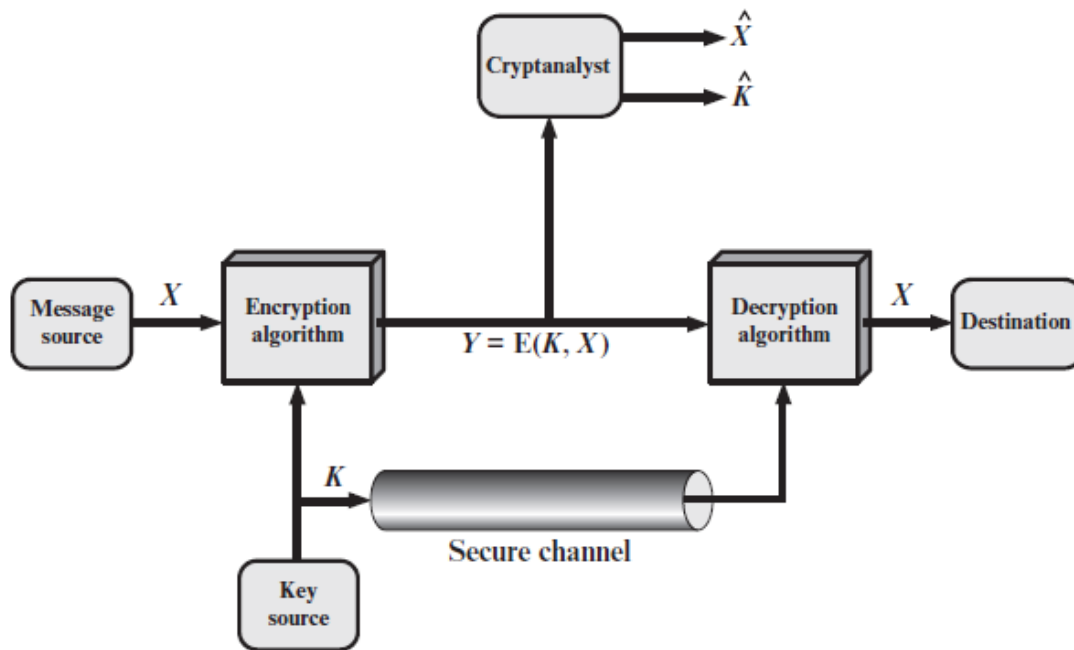 X̂
Cryptanalyst
K̂
Message
source
X
Encryption
algorithm
Y = E(K, X)
Decryption
algorithm
X
Destination
K
Secure channel
Key
source